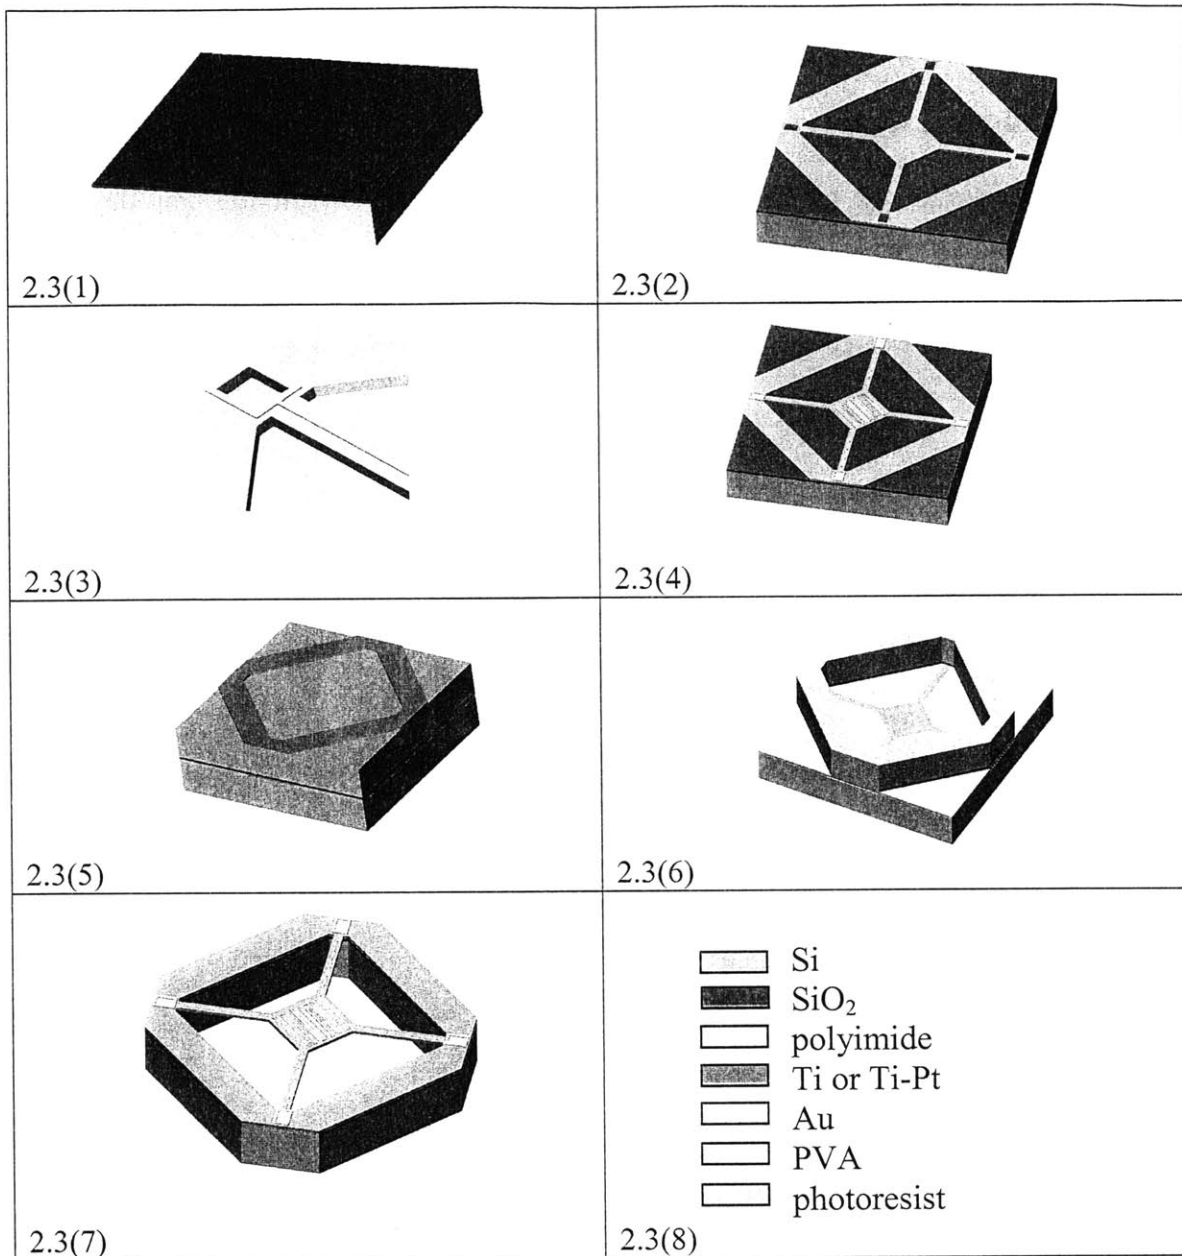 2.3(1)
2.3(2)
2.3(3)
2.3(4)
2.3(5)
2.3(6)
2.3(7)
Si
SiO₂
polyimide
Ti or Ti-Pt
Au
PVA
photoresist
2.3(8)